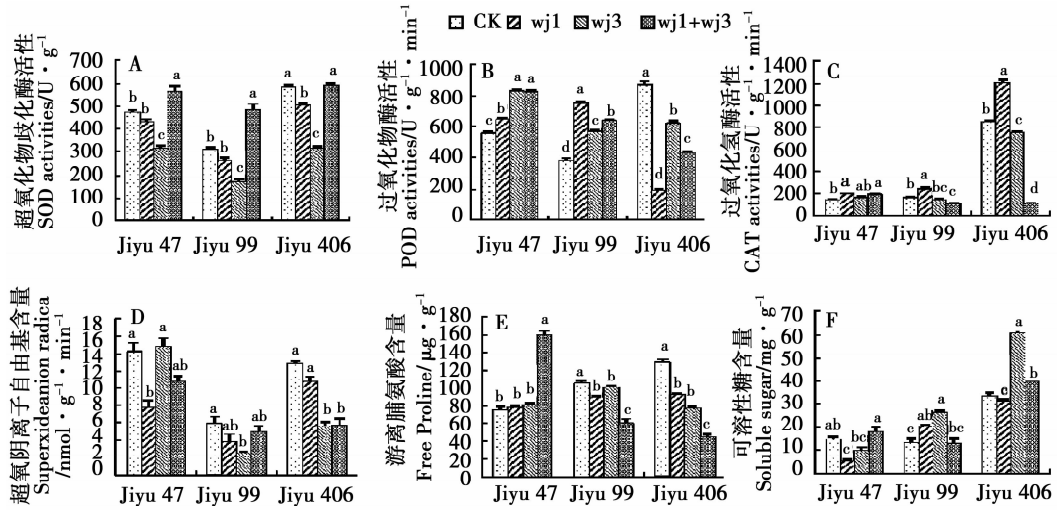 CK wj1 wj3 wj1+wj3
超氧化物歧化酶活性
SOD activities/U·g⁻¹
A
700
600
500
400
300
200
100
0
b b c a
b b c a
a b c a
Jiyu 47 Jiyu 99 Jiyu 406
过氧化物酶活性
POD activities/U·g⁻¹·min⁻¹
B
1000
800
600
400
200
0
c b a a
d a c b
a d b c
Jiyu 47 Jiyu 99 Jiyu 406
过氧化氢酶活性
CAT activities/U·g⁻¹·min⁻¹
C
1400
1200
1000
800
600
400
200
0
b a ab a
b a bc c
b a c d
Jiyu 47 Jiyu 99 Jiyu 406
超氧阴离子自由基含量
Superxideanion radica
/nmol·g⁻¹·min⁻¹
D
18
16
14
12
10
8
6
4
2
0
a b a ab
a ab b ab
a a b b
Jiyu 47 Jiyu 99 Jiyu 406
游离脯氨酸含量
Free Proline/μg·g⁻¹
E
180
160
140
120
100
80
60
40
20
0
b b b a
a b b c
a b b c
Jiyu 47 Jiyu 99 Jiyu 406
可溶性糖含量
Soluble sugar/mg·g⁻¹
F
70
60
50
40
30
20
10
0
ab c bc a
c ab a bc
c c a b
Jiyu 47 Jiyu 99 Jiyu 406